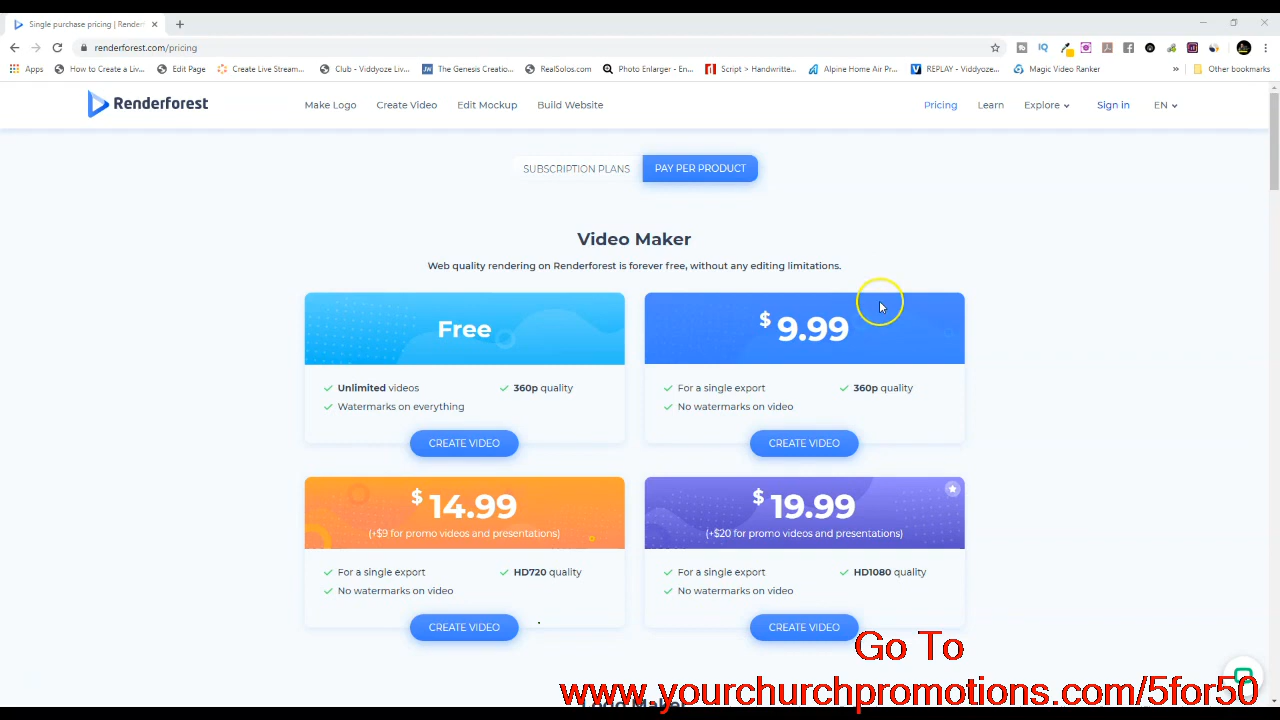 Single purchase pricing | Render
renderforest.com/pricing
Apps How to Create a Liv... Edit Page Create Live Stream... Club - Viddyoze Liv... The Genesis Creatio... RealSolos.com Photo Enlarger - En... Script > Handwritte... Alpine Home Air Pr... REPLAY - Viddyoze... Magic Video Ranker » Other bookmarks
Renderforest Make Logo Create Video Edit Mockup Build Website Pricing Learn Explore Sign in EN
SUBSCRIPTION PLANS PAY PER PRODUCT
Video Maker
Web quality rendering on Renderforest is forever free, without any editing limitations.
Free
Unlimited videos 360p quality
Watermarks on everything
CREATE VIDEO
$ 9.99
For a single export 360p quality
No watermarks on video
CREATE VIDEO
$ 14.99
(+$9 for promo videos and presentations)
For a single export HD720 quality
No watermarks on video
CREATE VIDEO
$ 19.99
(+$20 for promo videos and presentations)
For a single export HD1080 quality
No watermarks on video
CREATE VIDEO
Go To
www.yourchurchpromotions.com/5for50
Logo Maker